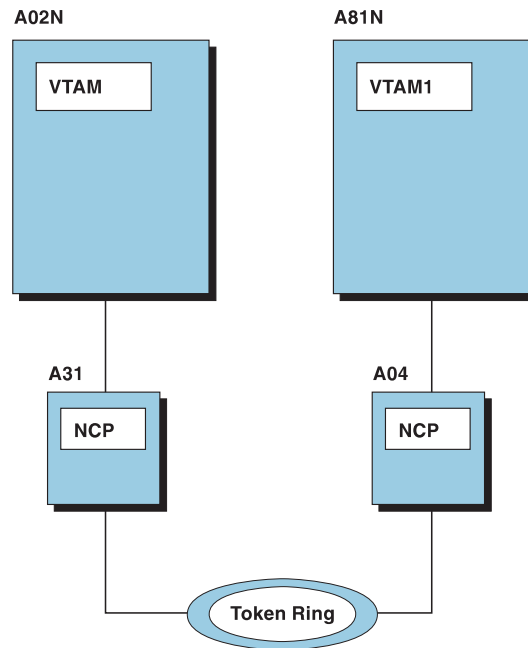 A02N
A81N
VTAM
VTAM1
A31
A04
NCP
NCP
Token Ring